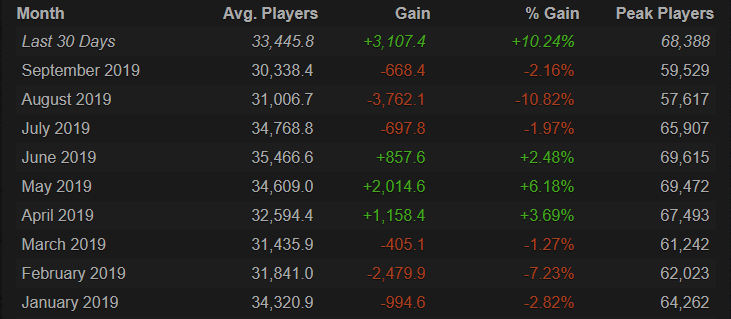 Month Avg. Players Gain % Gain Peak Players
Last 30 Days 33,445.8 +3,107.4 +10.24% 68,388
September 2019 30,338.4 -668.4 -2.16% 59,529
August 2019 31,006.7 -3,762.1 -10.82% 57,617
July 2019 34,768.8 -697.8 -1.97% 65,907
June 2019 35,466.6 +857.6 +2.48% 69,615
May 2019 34,609.0 +2,014.6 +6.18% 69,472
April 2019 32,594.4 +1,158.4 +3.69% 67,493
March 2019 31,435.9 -405.1 -1.27% 61,242
February 2019 31,841.0 -2,479.9 -7.23% 62,023
January 2019 34,320.9 -994.6 -2.82% 64,262